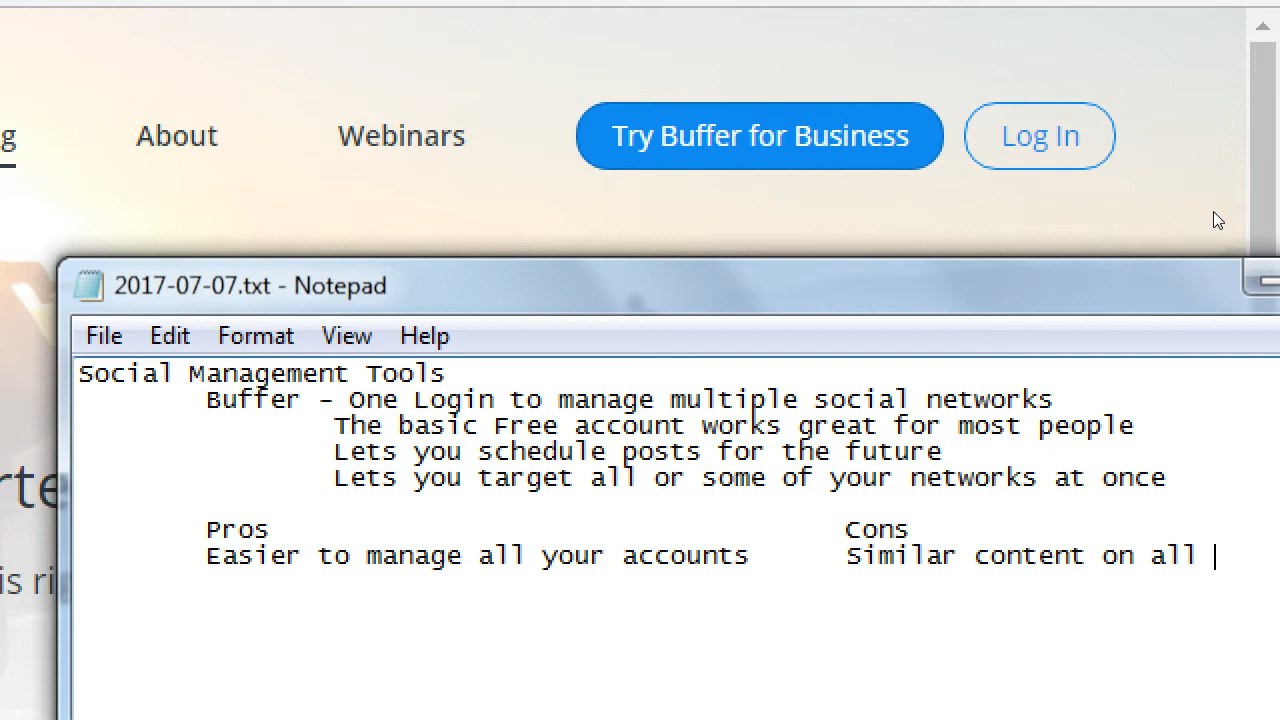 g About Webinars Try Buffer for Business Log In
2017-07-07.txt - Notepad
File Edit Format View Help
Social Management Tools
Buffer - One Login to manage multiple social networks
The basic Free account works great for most people
Lets you schedule posts for the future
Lets you target all or some of your networks at once
rte
Pros Cons
Easier to manage all your accounts Similar content on all
is ri